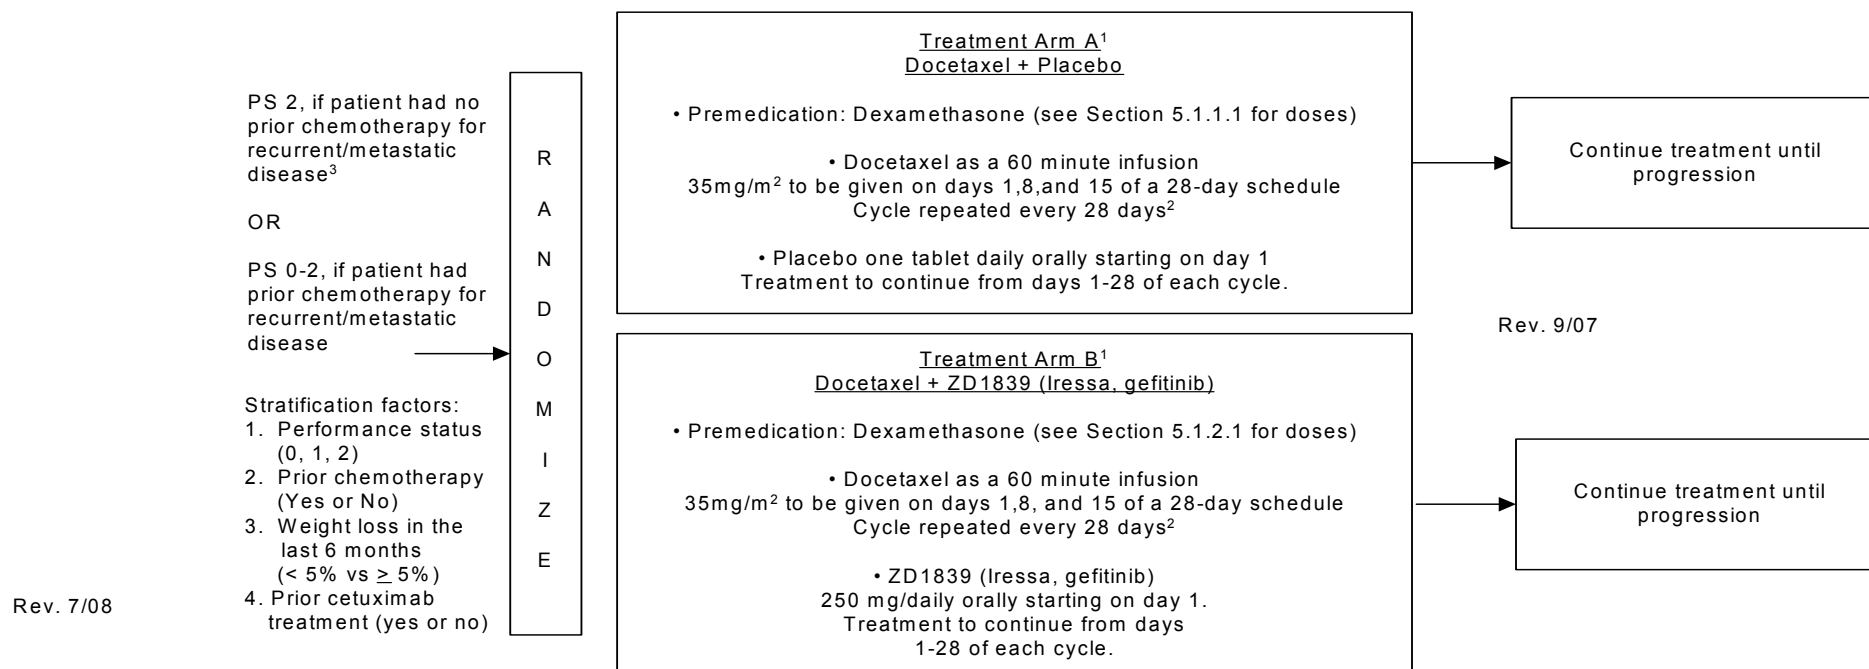 PS 2, if patient had no
prior chemotherapy for
recurrent/metastatic
disease³
OR
PS 0-2, if patient had
prior chemotherapy for
recurrent/metastatic
disease
Stratification factors:
1. Performance status
(0, 1, 2)
2. Prior chemotherapy
(Yes or No)
3. Weight loss in the
last 6 months
(< 5% vs ≥ 5%)
4. Prior cetuximab
treatment (yes or no)
Rev. 7/08
R
A
N
D
O
M
I
Z
E
Treatment Arm A¹
Docetaxel + Placebo
• Premedication: Dexamethasone (see Section 5.1.1.1 for doses)
• Docetaxel as a 60 minute infusion
35mg/m² to be given on days 1,8,and 15 of a 28-day schedule
Cycle repeated every 28 days²
• Placebo one tablet daily orally starting on day 1
Treatment to continue from days 1-28 of each cycle.
Continue treatment until
progression
Rev. 9/07
Treatment Arm B¹
Docetaxel + ZD1839 (Iressa, gefitinib)
• Premedication: Dexamethasone (see Section 5.1.2.1 for doses)
• Docetaxel as a 60 minute infusion
35mg/m² to be given on days 1,8, and 15 of a 28-day schedule
Cycle repeated every 28 days²
• ZD1839 (Iressa, gefitinib)
250 mg/daily orally starting on day 1.
Treatment to continue from days
1-28 of each cycle.
Continue treatment until
progression